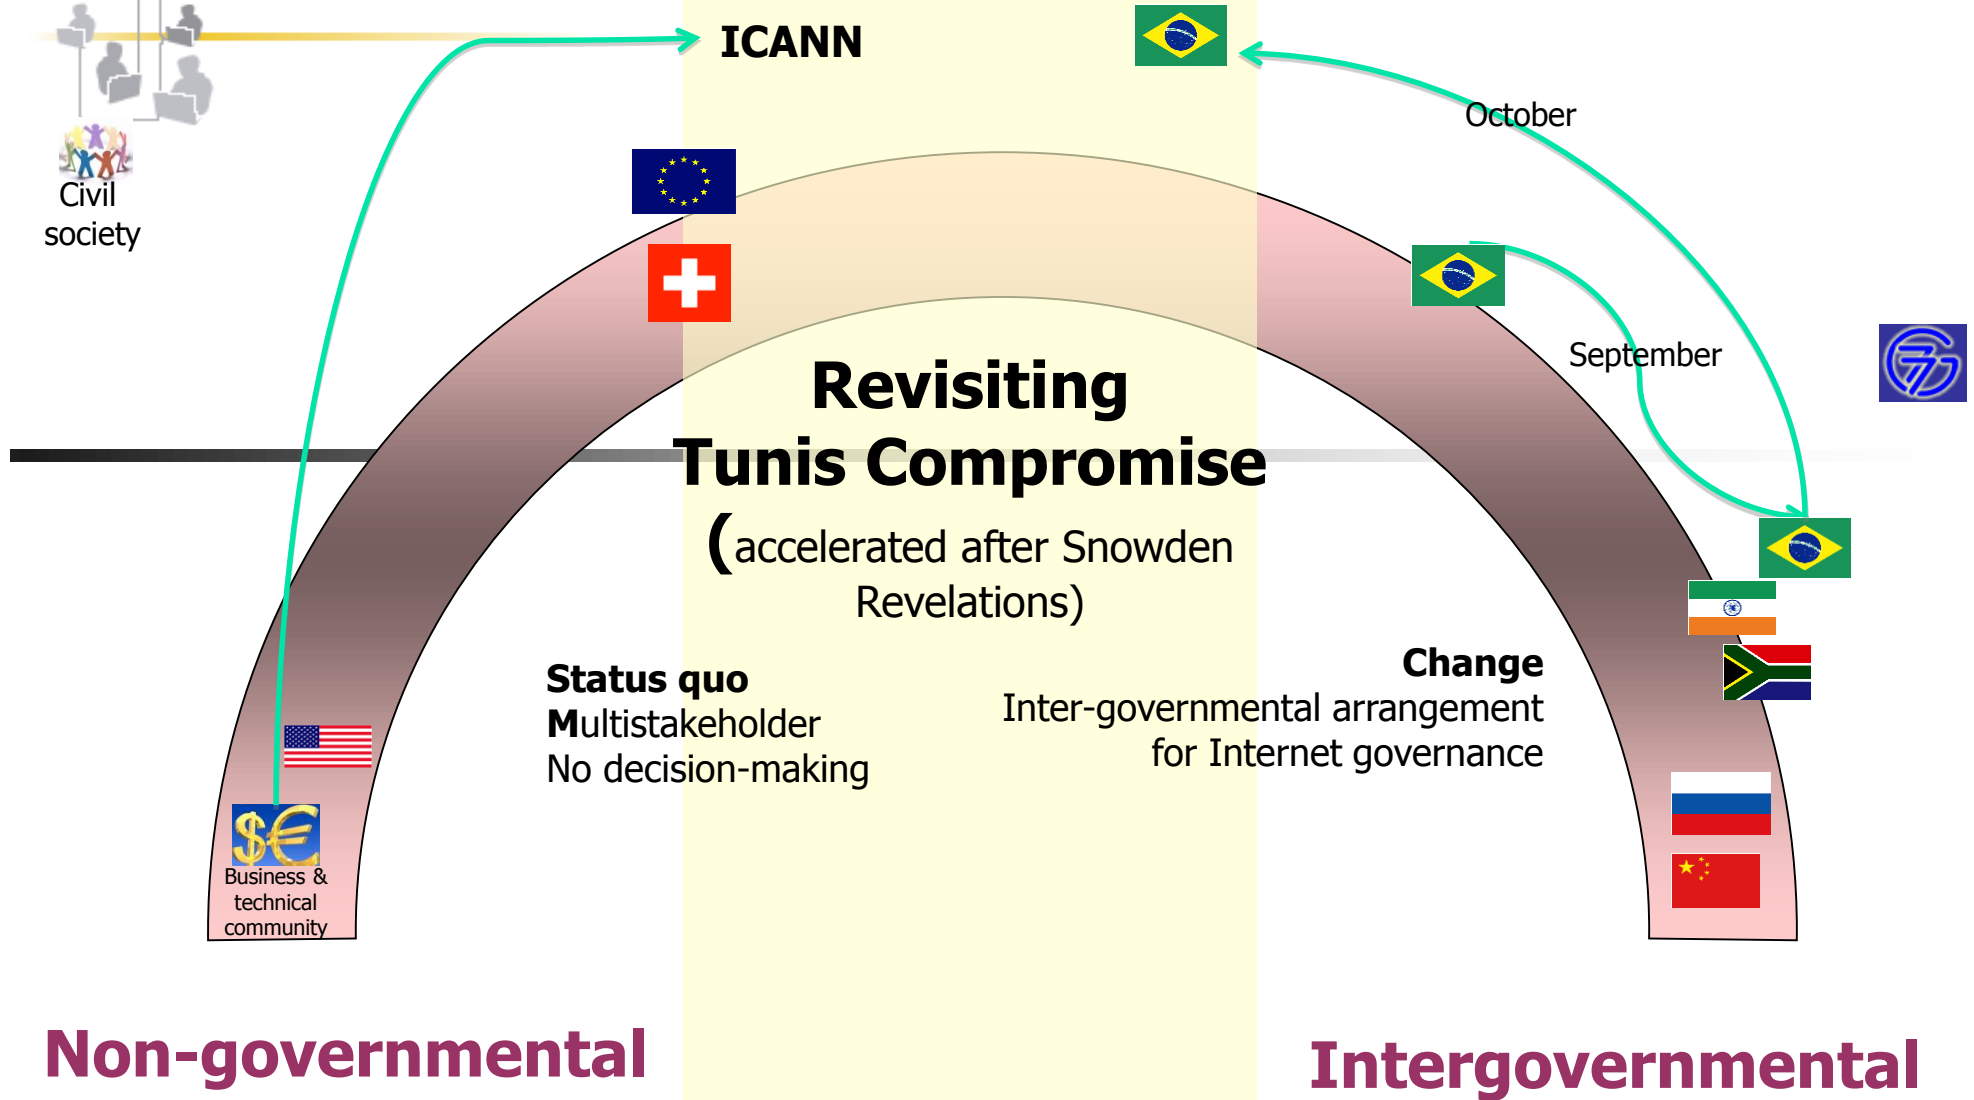 ICANN
October
Civil
society
September
Revisiting
Tunis Compromise
(accelerated after Snowden
Revelations)
Status quo
Multistakeholder
No decision-making
Change
Inter-governmental arrangement
for Internet governance
$€
Business &
technical
community
Non-governmental
Intergovernmental